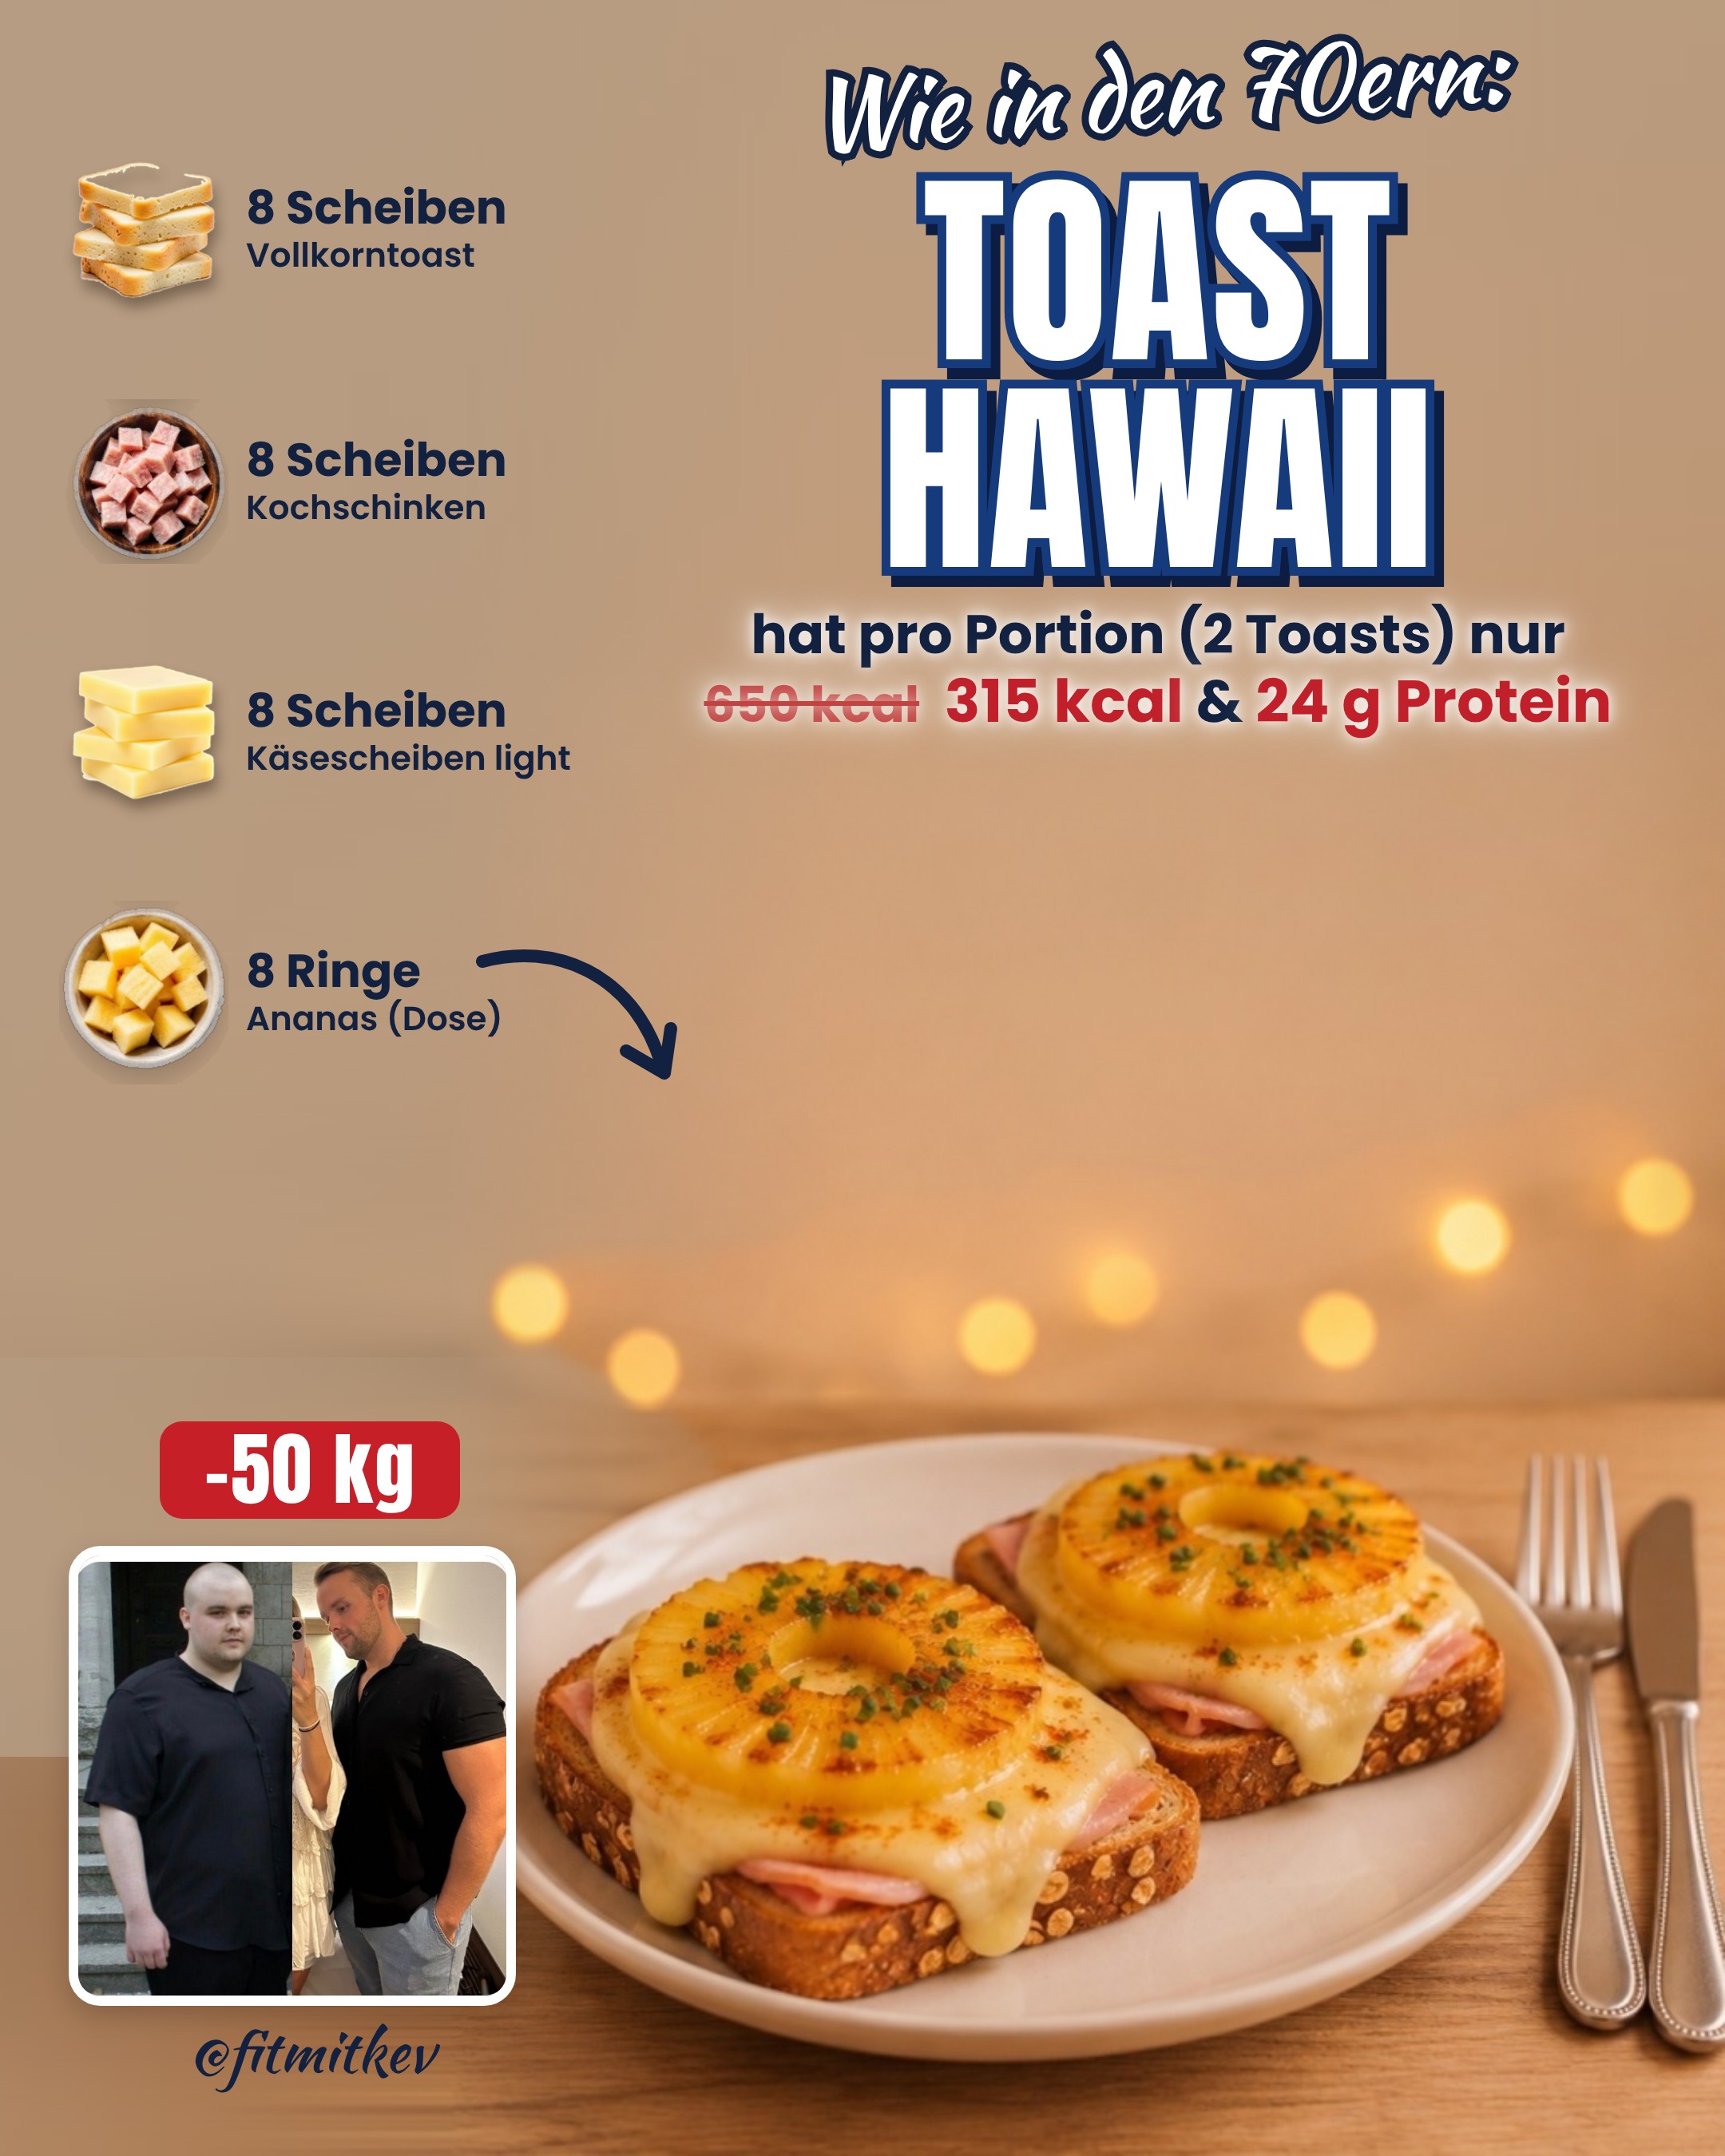 Wie in den 70ern:
TOAST
HAWAII
hat pro Portion (2 Toasts) nur
650 kcal 315 kcal & 24 g Protein
8 Scheiben
Vollkorntoast
8 Scheiben
Kochschinken
8 Scheiben
Käsescheiben light
8 Ringe
Ananas (Dose)
-50 kg
@fitmitkev